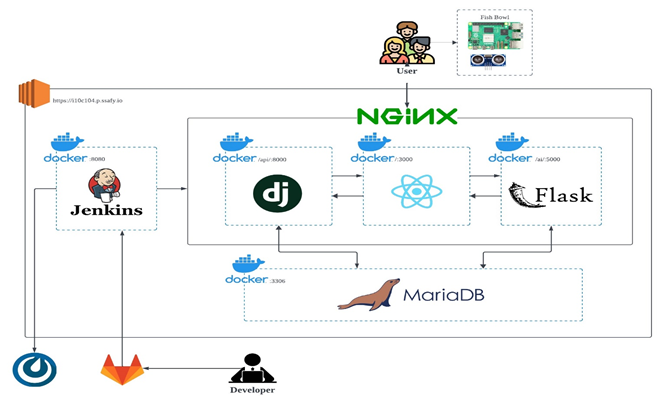 Fish Bowl
User
https://i10c104.p.ssafy.io
NGiNX
docker :8080
docker /api/:8000
docker /:3000
docker /ai/:5000
Jenkins
dj
Flask
docker :3306
MariaDB
Developer